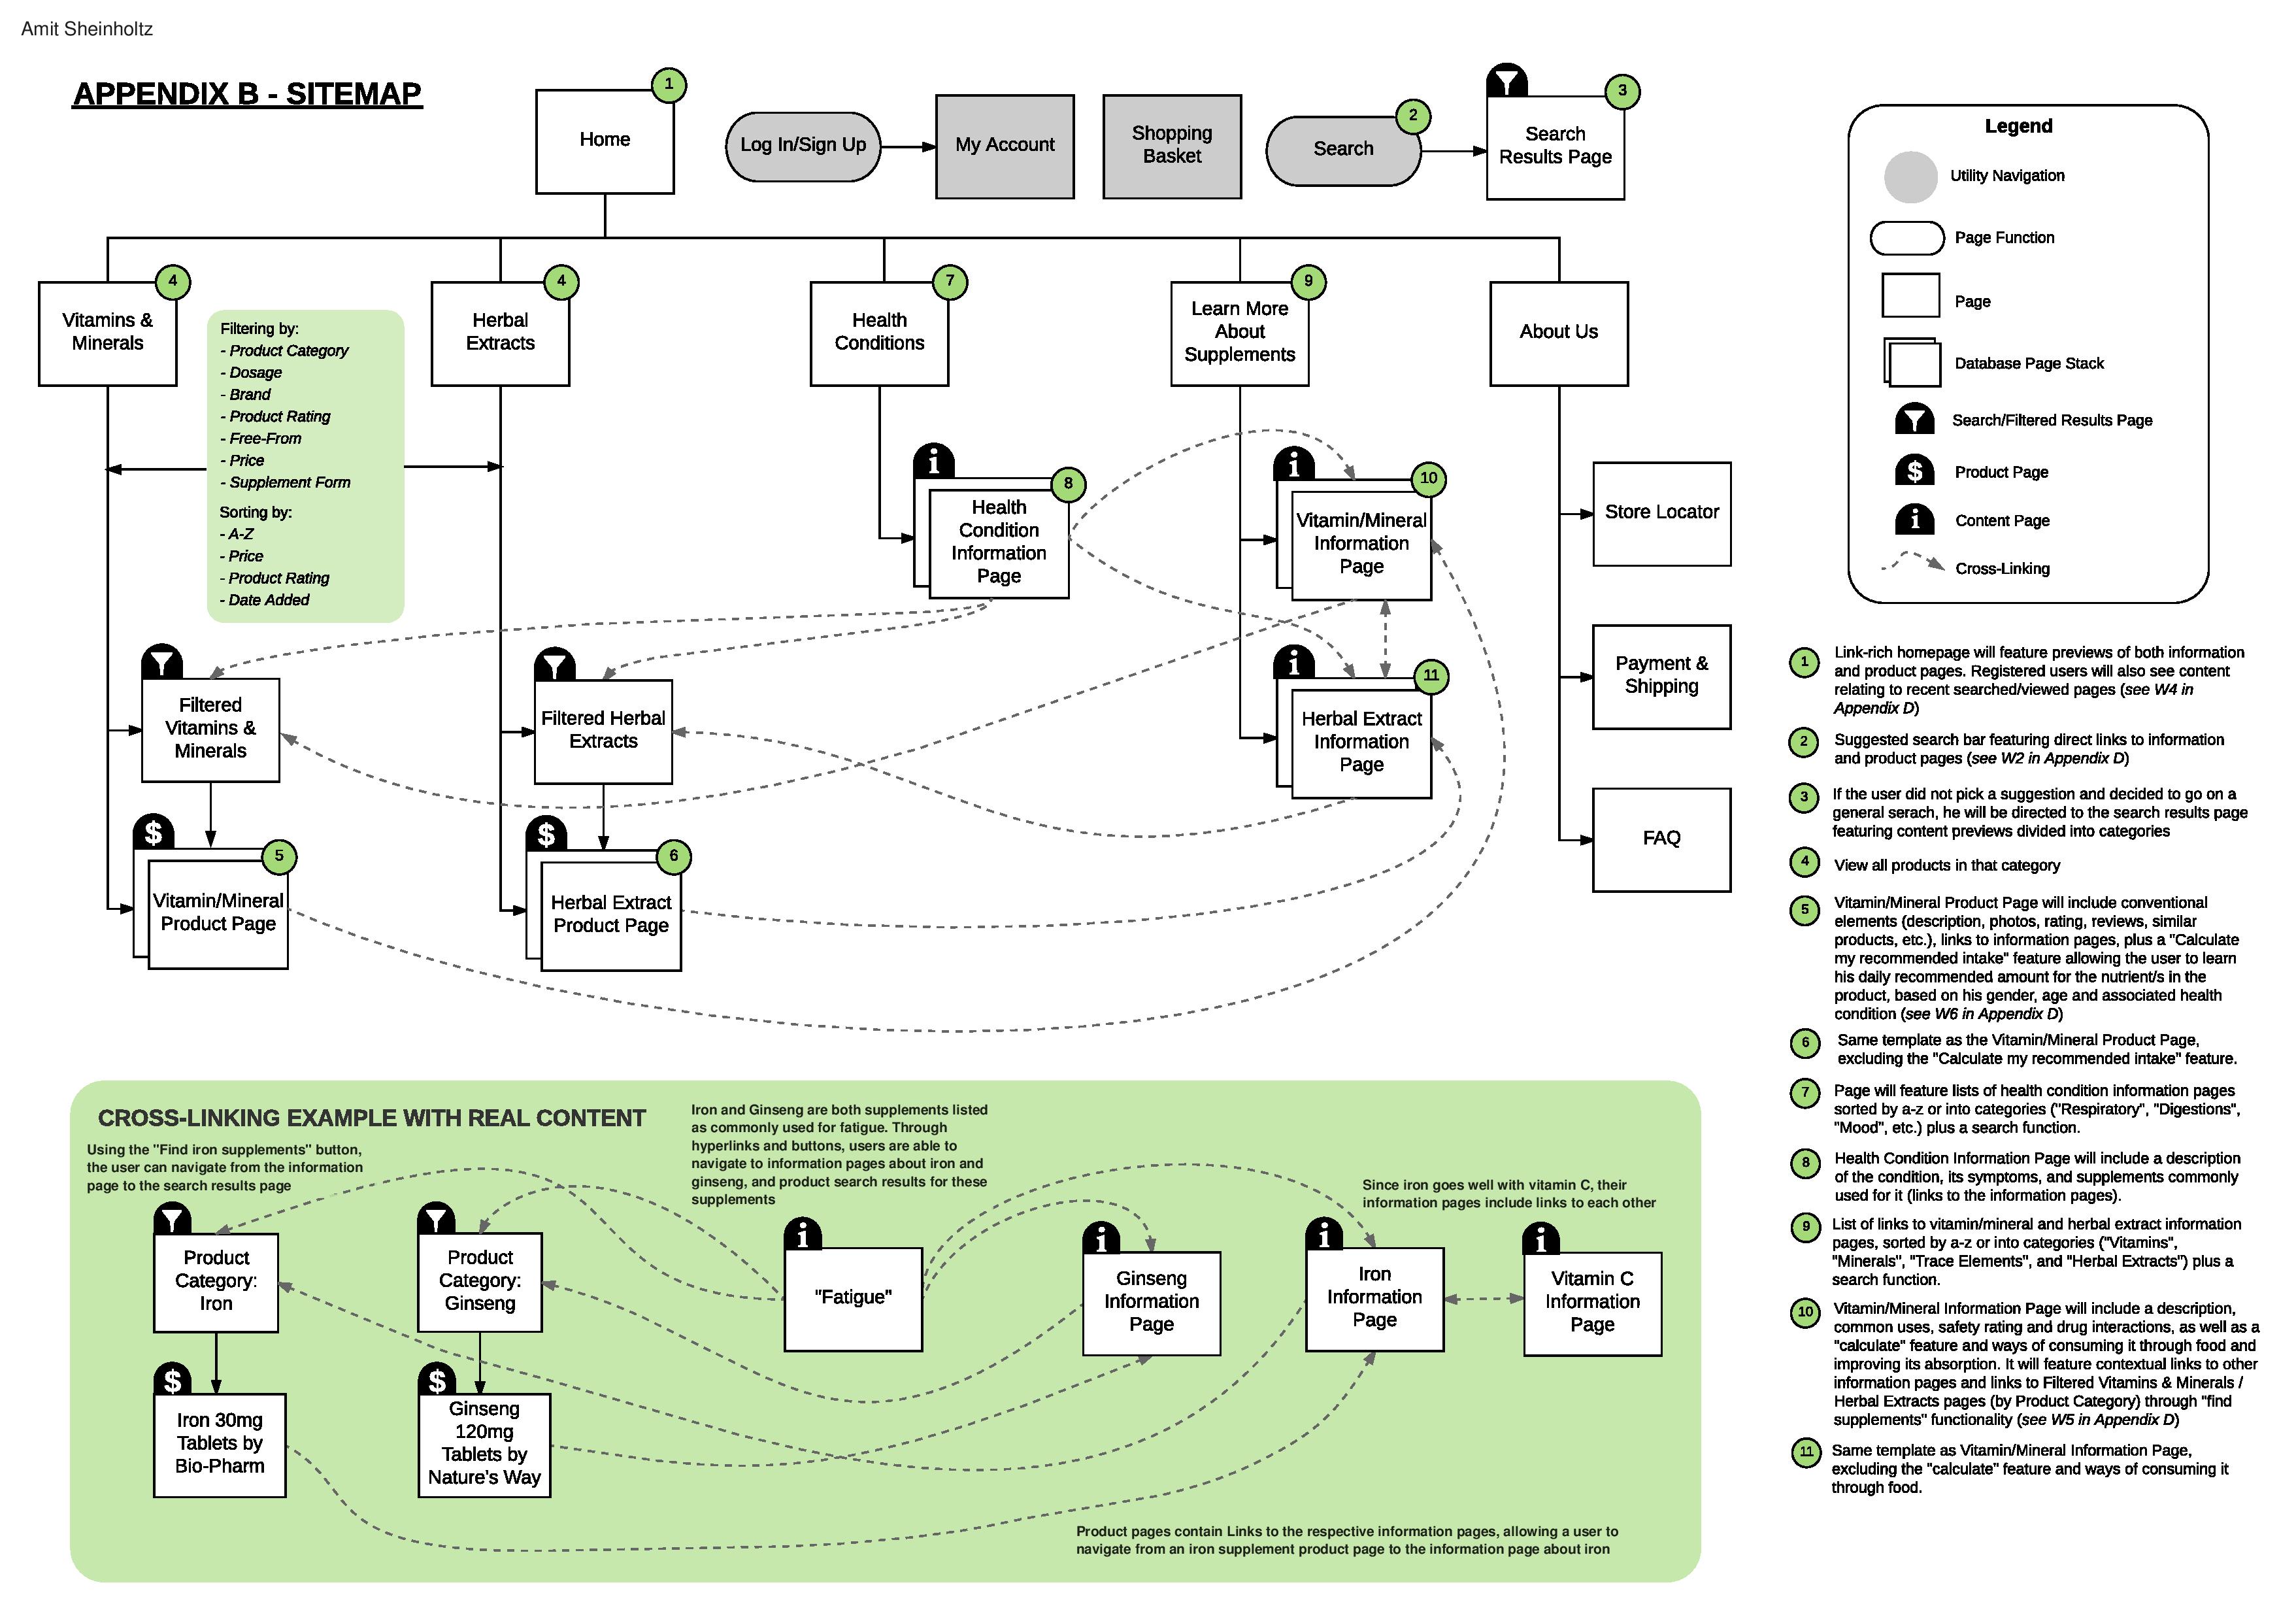 Amit Sheinholtz
APPENDIX B - SITEMAP
1
Home
Log In/Sign Up
My Account
Shopping
Basket
2
Search
3
Search
Results Page
4
Vitamins &
Minerals
4
Herbal
Extracts
7
Health
Conditions
9
Learn More
About
Supplements
About Us
Filtering by:
- Product Category
- Dosage
- Brand
- Product Rating
- Free-From
- Price
- Supplement Form
Sorting by:
- A-Z
- Price
- Product Rating
- Date Added
i
8
Health
Condition
Information
Page
i
10
Vitamin/Mineral
Information
Page
Store Locator
Filtered
Vitamins &
Minerals
Filtered Herbal
Extracts
i
11
Herbal Extract
Information
Page
Payment &
Shipping
FAQ
$
5
Vitamin/Mineral
Product Page
$
6
Herbal Extract
Product Page
Legend
Utility Navigation
Page Function
Page
Database Page Stack
Search/Filtered Results Page
$
Product Page
i
Content Page
Cross-Linking
1
Link-rich homepage will feature previews of both information
and product pages. Registered users will also see content
relating to recent searched/viewed pages (see W4 in
Appendix D)
2
Suggested search bar featuring direct links to information
and product pages (see W2 in Appendix D)
3
If the user did not pick a suggestion and decided to go on a
general serach, he will be directed to the search results page
featuring content previews divided into categories
4
View all products in that category
5
Vitamin/Mineral Product Page will include conventional
elements (description, photos, rating, reviews, similar
products, etc.), links to information pages, plus a "Calculate
my recommended intake" feature allowing the user to learn
his daily recommended amount for the nutrient/s in the
product, based on his gender, age and associated health
condition (see W6 in Appendix D)
6
Same template as the Vitamin/Mineral Product Page,
excluding the "Calculate my recommended intake" feature.
7
Page will feature lists of health condition information pages
sorted by a-z or into categories ("Respiratory", "Digestions",
"Mood", etc.) plus a search function.
8
Health Condition Information Page will include a description
of the condition, its symptoms, and supplements commonly
used for it (links to the information pages).
9
List of links to vitamin/mineral and herbal extract information
pages, sorted by a-z or into categories ("Vitamins",
"Minerals", "Trace Elements", and "Herbal Extracts") plus a
search function.
10
Vitamin/Mineral Information Page will include a description,
common uses, safety rating and drug interactions, as well as a
"calculate" feature and ways of consuming it through food and
improving its absorption. It will feature contextual links to other
information pages and links to Filtered Vitamins & Minerals /
Herbal Extracts pages (by Product Category) through "find
supplements" functionality (see W5 in Appendix D)
11
Same template as Vitamin/Mineral Information Page,
excluding the "calculate" feature and ways of consuming it
through food.
CROSS-LINKING EXAMPLE WITH REAL CONTENT
Using the "Find iron supplements" button,
the user can navigate from the information
page to the search results page
Iron and Ginseng are both supplements listed
as commonly used for fatigue. Through
hyperlinks and buttons, users are able to
navigate to information pages about iron and
ginseng, and product search results for these
supplements
Since iron goes well with vitamin C, their
information pages include links to each other
Product
Category:
Iron
Product
Category:
Ginseng
i
"Fatigue"
i
Ginseng
Information
Page
i
Iron
Information
Page
i
Vitamin C
Information
Page
$
Iron 30mg
Tablets by
Bio-Pharm
$
Ginseng
120mg
Tablets by
Nature's Way
Product pages contain Links to the respective information pages, allowing a user to
navigate from an iron supplement product page to the information page about iron